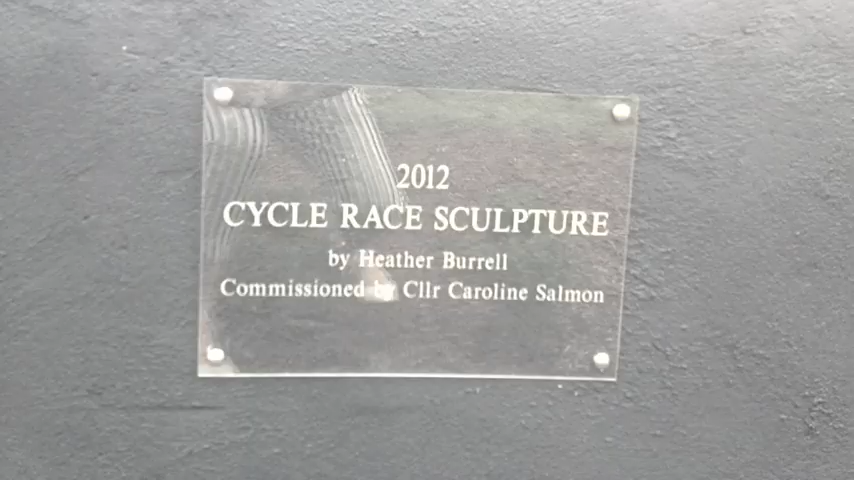 2012
CYCLE RACE SCULPTURE
by Heather Burrell
Commissioned by Cllr Caroline Salmon